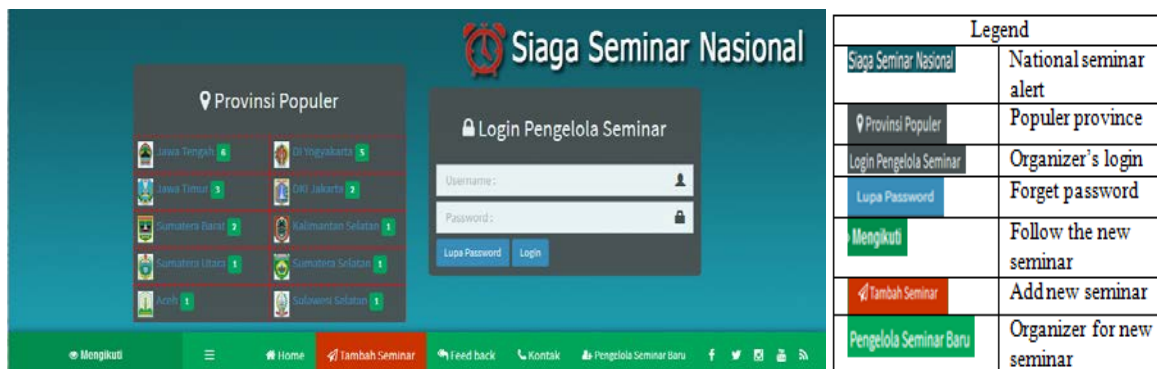 Siaga Seminar Nasional
Provinsi Populer
Jawa Tengah 6
DI Yogyakarta 5
Jawa Timur 3
DKI Jakarta 2
Sumatera Barat 2
Kalimantan Selatan 1
Sumatera Utara 1
Sumatera Selatan 1
Aceh 1
Sulawesi Selatan 1
Login Pengelola Seminar
Username :
Password :
Lupa Password Login
Mengikuti Home Tambah Seminar Feed back Kontak Pengelola Seminar Baru
Legend
Siaga Seminar Nasional
National seminar
alert
Provinsi Populer
Populer province
Login Pengelola Seminar
Organizer's login
Lupa Password
Forget password
Mengikuti
Follow the new
seminar
Tambah Seminar
Add new seminar
Pengelola Seminar Baru
Organizer for new
seminar